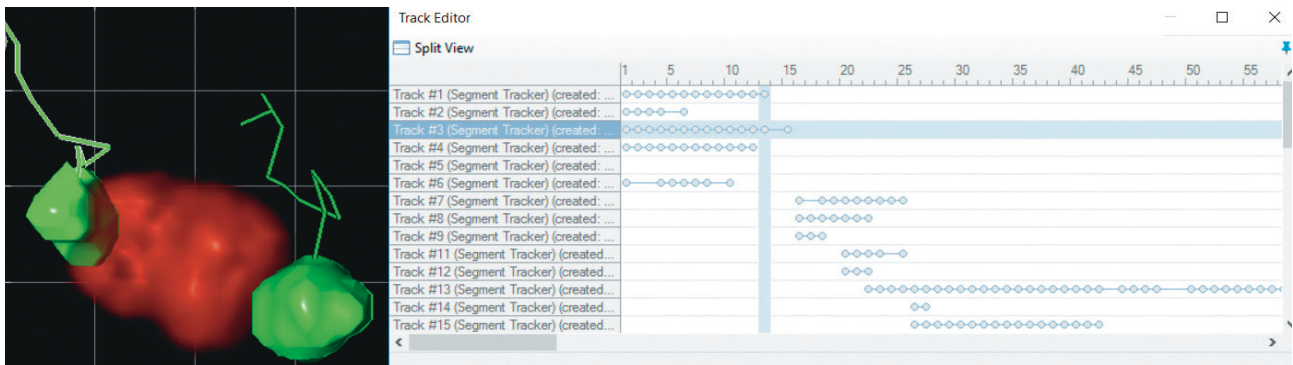 Track Editor
Split View
1 5 10 15 20 25 30 35 40 45 50 55
Track #1 (Segment Tracker) (created: ...
Track #2 (Segment Tracker) (created: ...
Track #3 (Segment Tracker) (created: ...
Track #4 (Segment Tracker) (created: ...
Track #5 (Segment Tracker) (created: ...
Track #6 (Segment Tracker) (created: ...
Track #7 (Segment Tracker) (created: ...
Track #8 (Segment Tracker) (created: ...
Track #9 (Segment Tracker) (created: ...
Track #11 (Segment Tracker) (created...
Track #12 (Segment Tracker) (created...
Track #13 (Segment Tracker) (created...
Track #14 (Segment Tracker) (created...
Track #15 (Segment Tracker) (created...